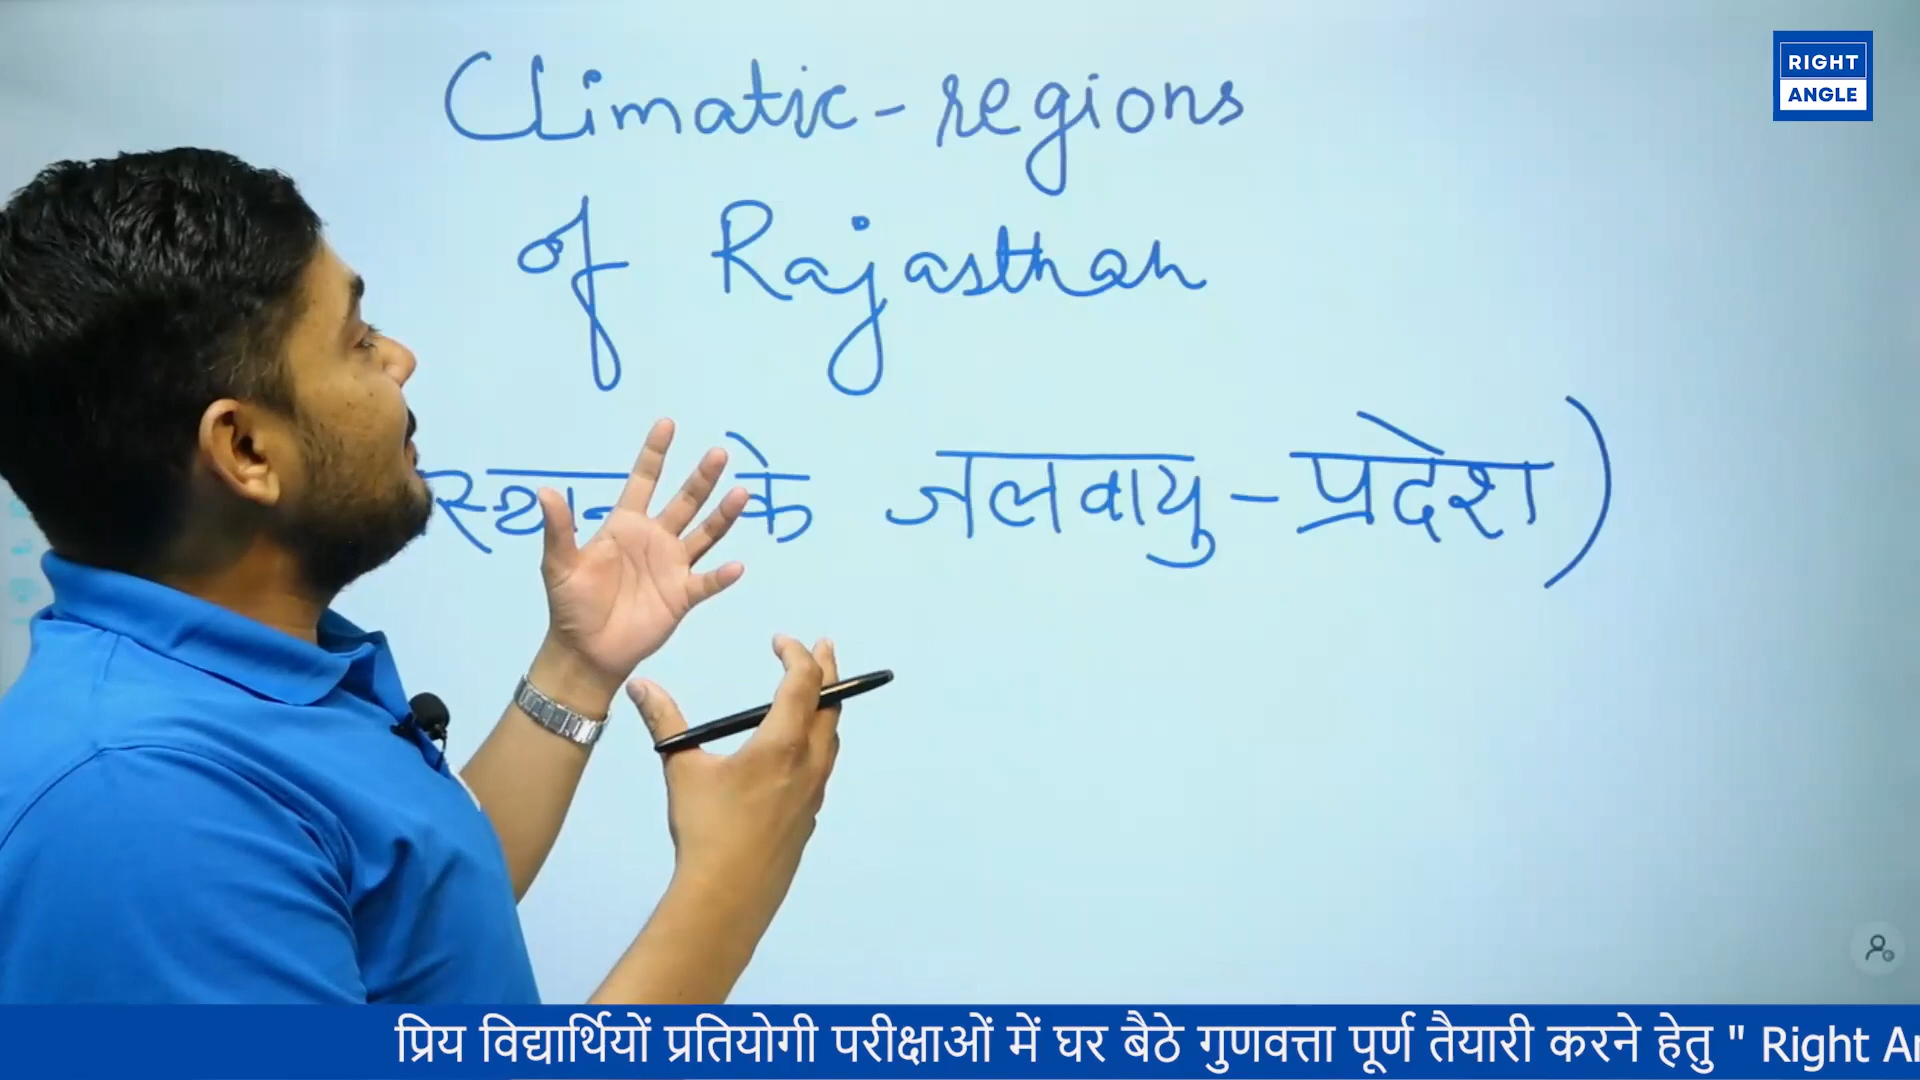 Climatic-regions
of Rajasthan
के जलवायु-प्रदेश)
RIGHT
ANGLE
प्रिय विद्यार्थियों प्रतियोगी परीक्षाओं में घर बैठे गुणवत्ता पूर्ण तैयारी करने हेतु " Right